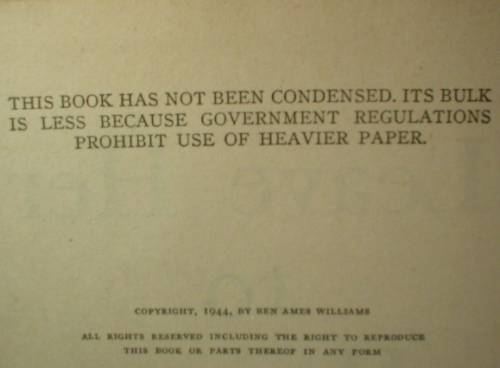 THIS BOOK HAS NOT BEEN CONDENSED. ITS BULK
IS LESS BECAUSE GOVERNMENT REGULATIONS
PROHIBIT USE OF HEAVIER PAPER.
COPYRIGHT, 1944, BY BEN AMES WILLIAMS
ALL RIGHTS RESERVED INCLUDING THE RIGHT TO REPRODUCE
THIS BOOK OR PARTS THEREOF IN ANY FORM